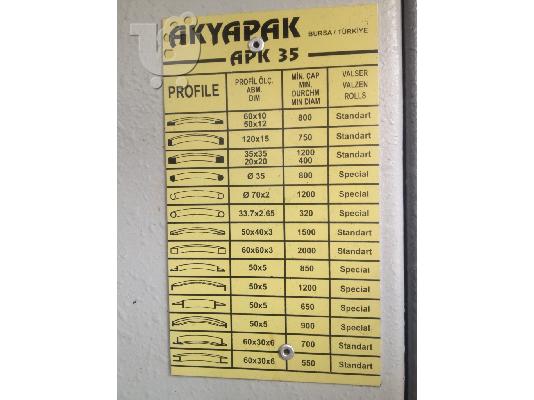 AKYAPAK BURSA / TÜRKİYE
APK 35
PROFILE
PROFİL ÖLÇ.
ABM.
DIM
MİN. ÇAP
MIN.
DURCHM
MIN DIAM
VALSER
VALZEN
ROLLS
60x10 800 Standart
50x12
120x15 750 Standart
35x35 1200 Standart
20x20 400
Ø 35 800 Special
Ø 70x2 1200 Special
33.7x2.65 320 Special
50x40x3 1500 Standart
60x60x3 2000 Standart
50x5 850 Special
50x5 1200 Special
50x5 650 Special
50x5 900 Special
60x30x6 700 Standart
60x30x6 550 Standart